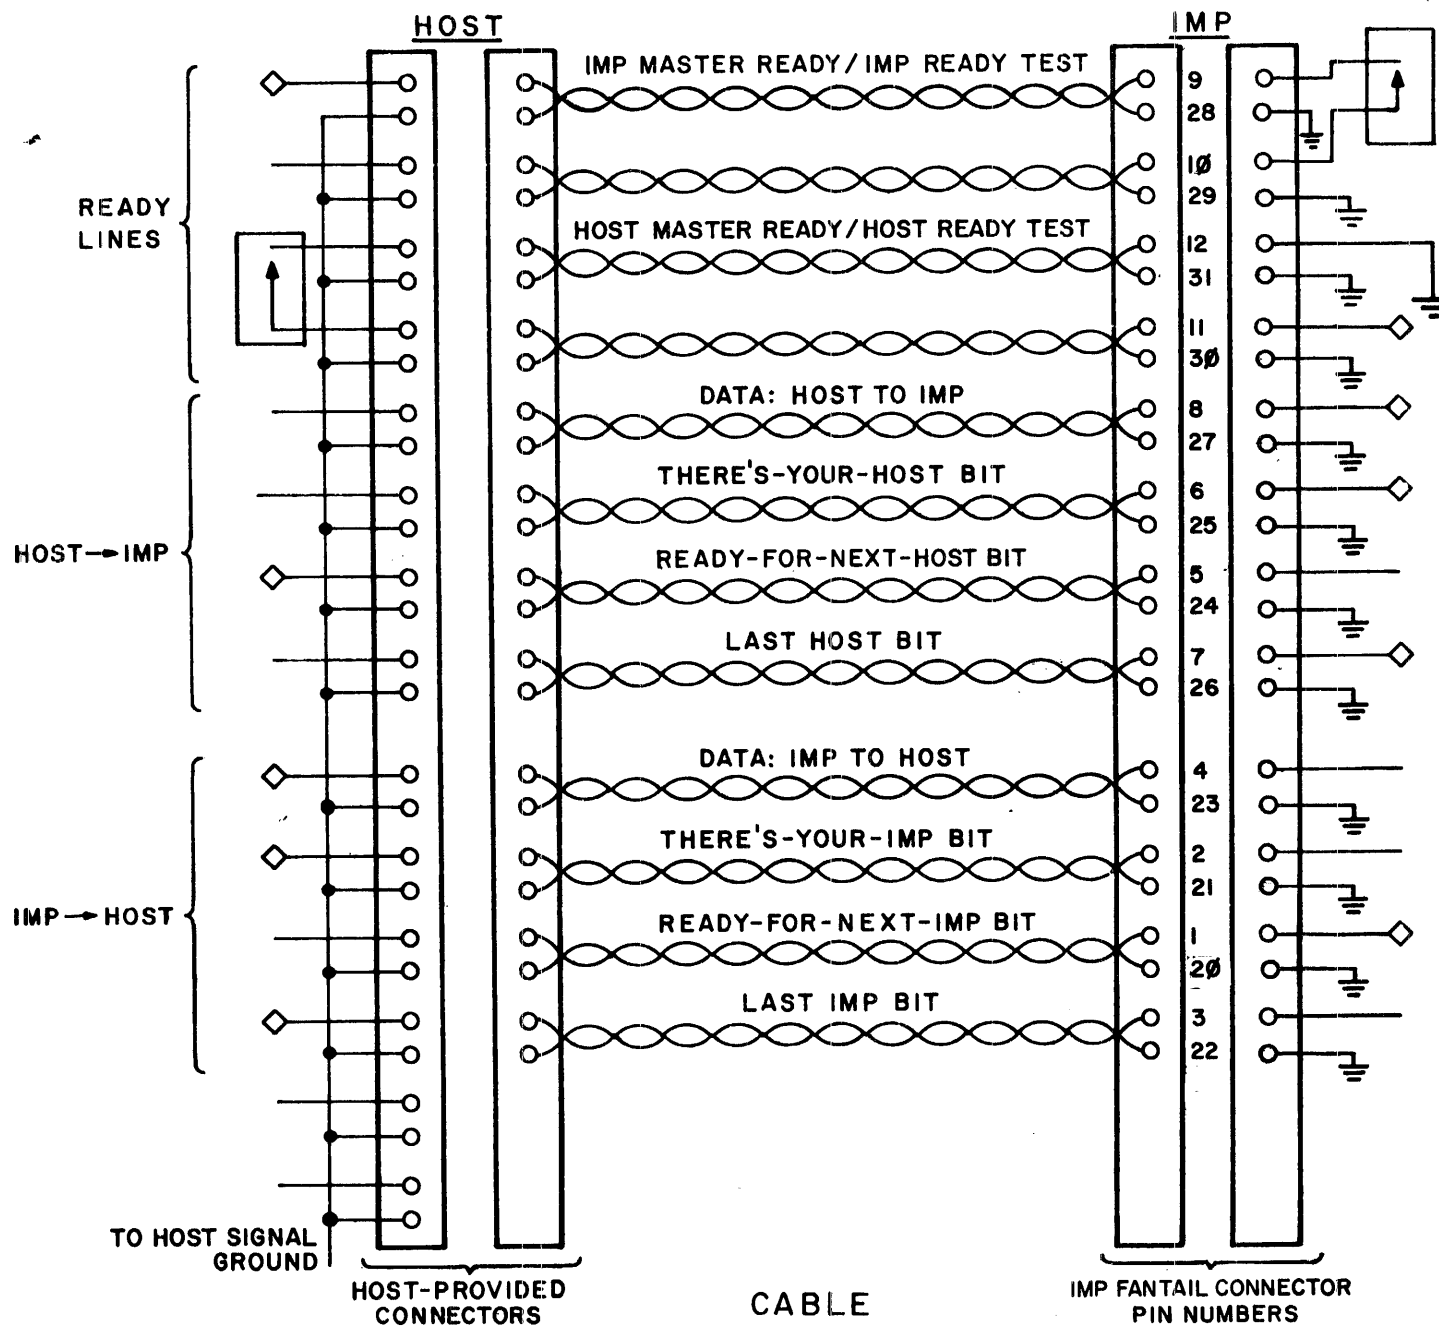 HOST
IMP
IMP MASTER READY/IMP READY TEST
9
28
1Ø
29
READY
LINES
HOST MASTER READY/HOST READY TEST
12
31
11
3Ø
DATA: HOST TO IMP
8
27
THERE'S-YOUR-HOST BIT
6
25
HOST→IMP
READY-FOR-NEXT-HOST BIT
5
24
LAST HOST BIT
7
26
DATA: IMP TO HOST
4
23
THERE'S-YOUR-IMP BIT
2
21
IMP→HOST
READY-FOR-NEXT-IMP BIT
1
2Ø
LAST IMP BIT
3
22
TO HOST SIGNAL
GROUND
HOST-PROVIDED
CONNECTORS
CABLE
IMP FANTAIL CONNECTOR
PIN NUMBERS